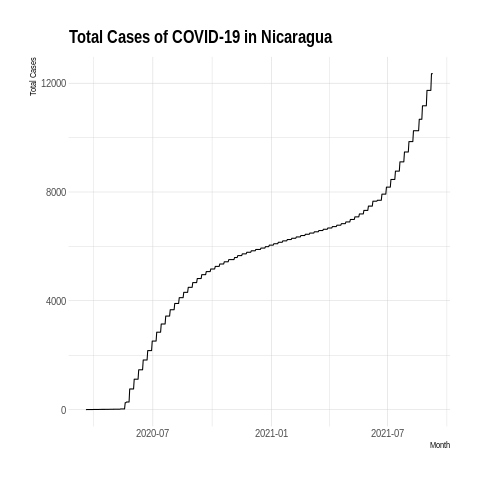 Total Cases of COVID-19 in Nicaragua
Total Cases
12000
8000
4000
0
2020-07
2021-01
2021-07
Month